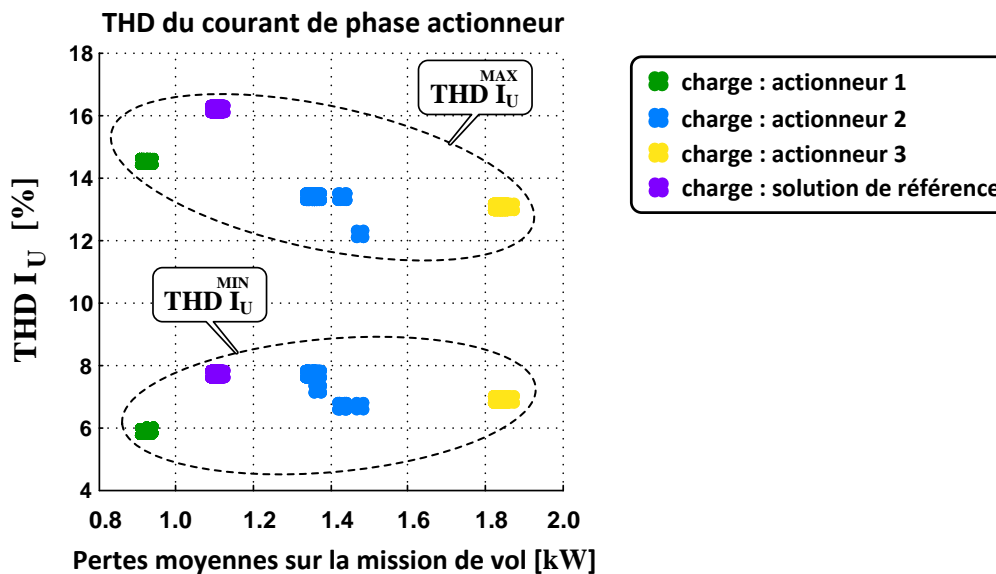 THD du courant de phase actionneur
THD I_U [%]
18
16
14
12
10
8
6
4
THD I_U^MAX
THD I_U^MIN
0.8 1.0 1.2 1.4 1.6 1.8 2.0
Pertes moyennes sur la mission de vol [kW]
charge : actionneur 1
charge : actionneur 2
charge : actionneur 3
charge : solution de référence